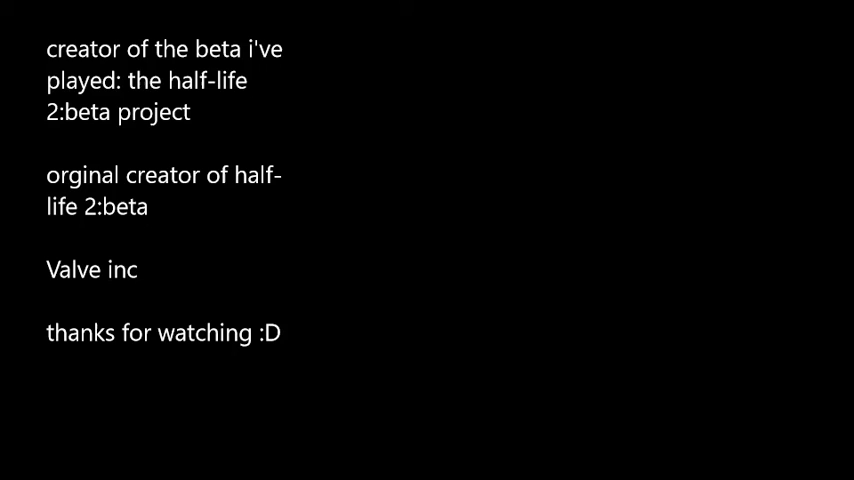 creator of the beta i've
played: the half-life
2:beta project
orginal creator of half-
life 2:beta
Valve inc
thanks for watching :D